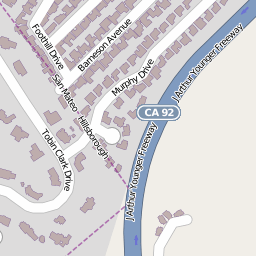 Foothill Drive
Barneson Avenue
San Mateo
Hillsborough
Murphy Drive
CA 92
J Arthur Younger Freeway
Tobin Clark Drive
J Arthur Younger Freeway